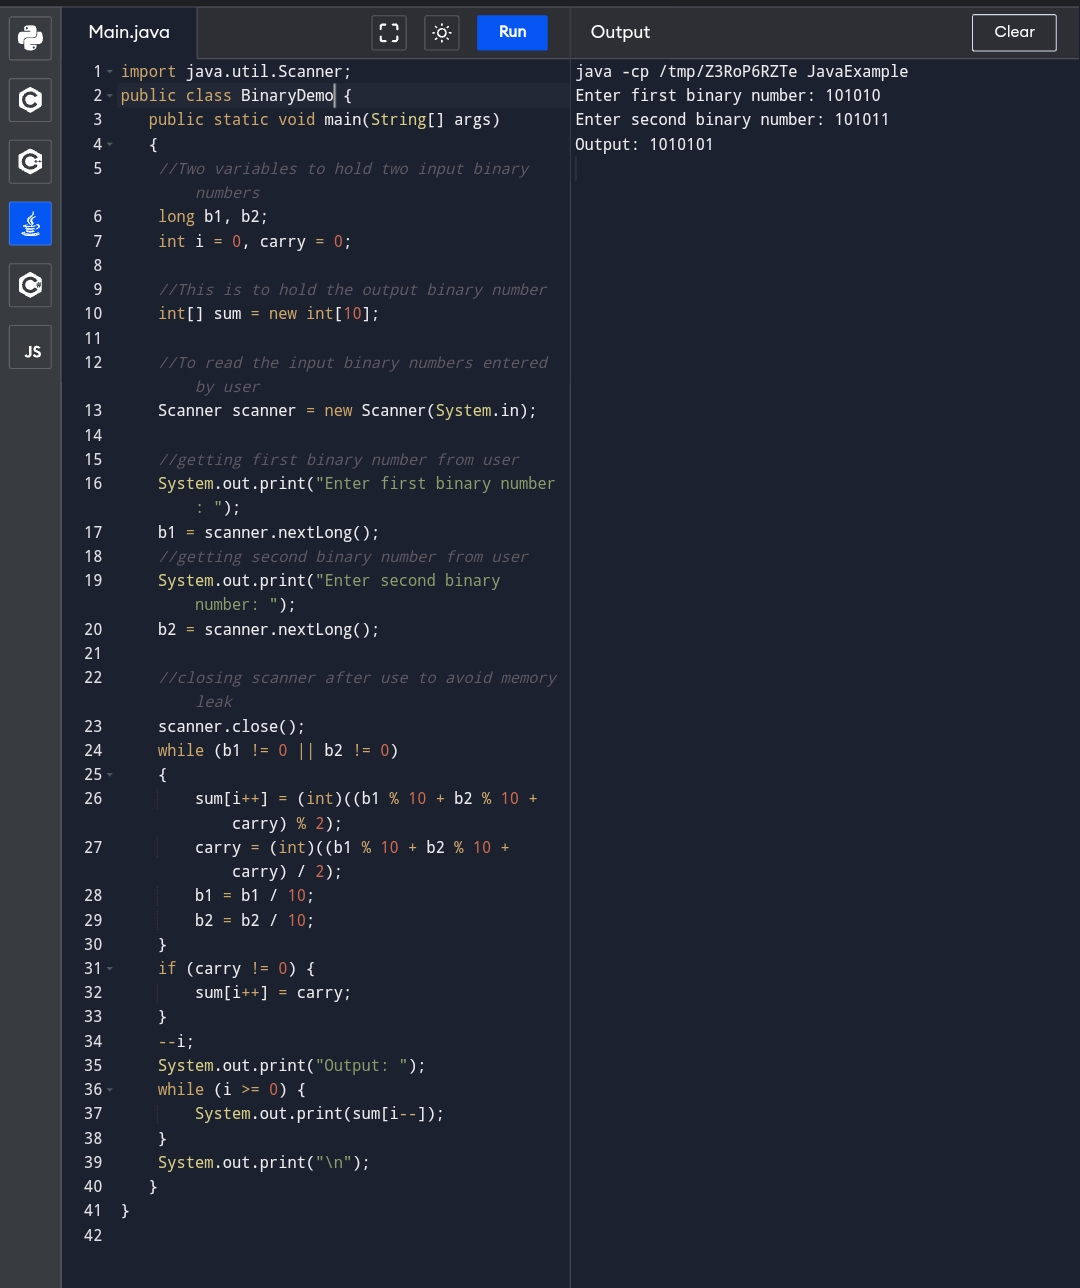 Main.java
Run
Output
Clear
JS
1 import java.util.Scanner;
2 public class BinaryDemo {
3 public static void main(String[] args)
4 {
5 //Two variables to hold two input binary
numbers
6 long b1, b2;
7 int i = 0, carry = 0;
8
9 //This is to hold the output binary number
10 int[] sum = new int[10];
11
12 //To read the input binary numbers entered
by user
13 Scanner scanner = new Scanner(System.in);
14
15 //getting first binary number from user
16 System.out.print("Enter first binary number
: ");
17 b1 = scanner.nextLong();
18 //getting second binary number from user
19 System.out.print("Enter second binary
number: ");
20 b2 = scanner.nextLong();
21
22 //closing scanner after use to avoid memory
leak
23 scanner.close();
24 while (b1 != 0 || b2 != 0)
25 {
26 sum[i++] = (int)((b1 % 10 + b2 % 10 +
carry) % 2);
27 carry = (int)((b1 % 10 + b2 % 10 +
carry) / 2);
28 b1 = b1 / 10;
29 b2 = b2 / 10;
30 }
31 if (carry != 0) {
32 sum[i++] = carry;
33 }
34 --i;
35 System.out.print("Output: ");
36 while (i >= 0) {
37 System.out.print(sum[i--]);
38 }
39 System.out.print("\n");
40 }
41 }
42
java -cp /tmp/Z3RoP6RZTe JavaExample
Enter first binary number: 101010
Enter second binary number: 101011
Output: 1010101